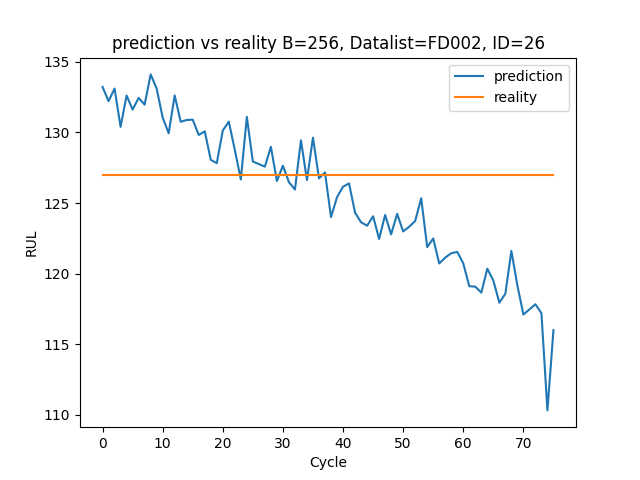 prediction vs reality B=256, Datalist=FD002, ID=26
prediction
reality
135
130
125
120
115
110
RUL
0 10 20 30 40 50 60 70
Cycle